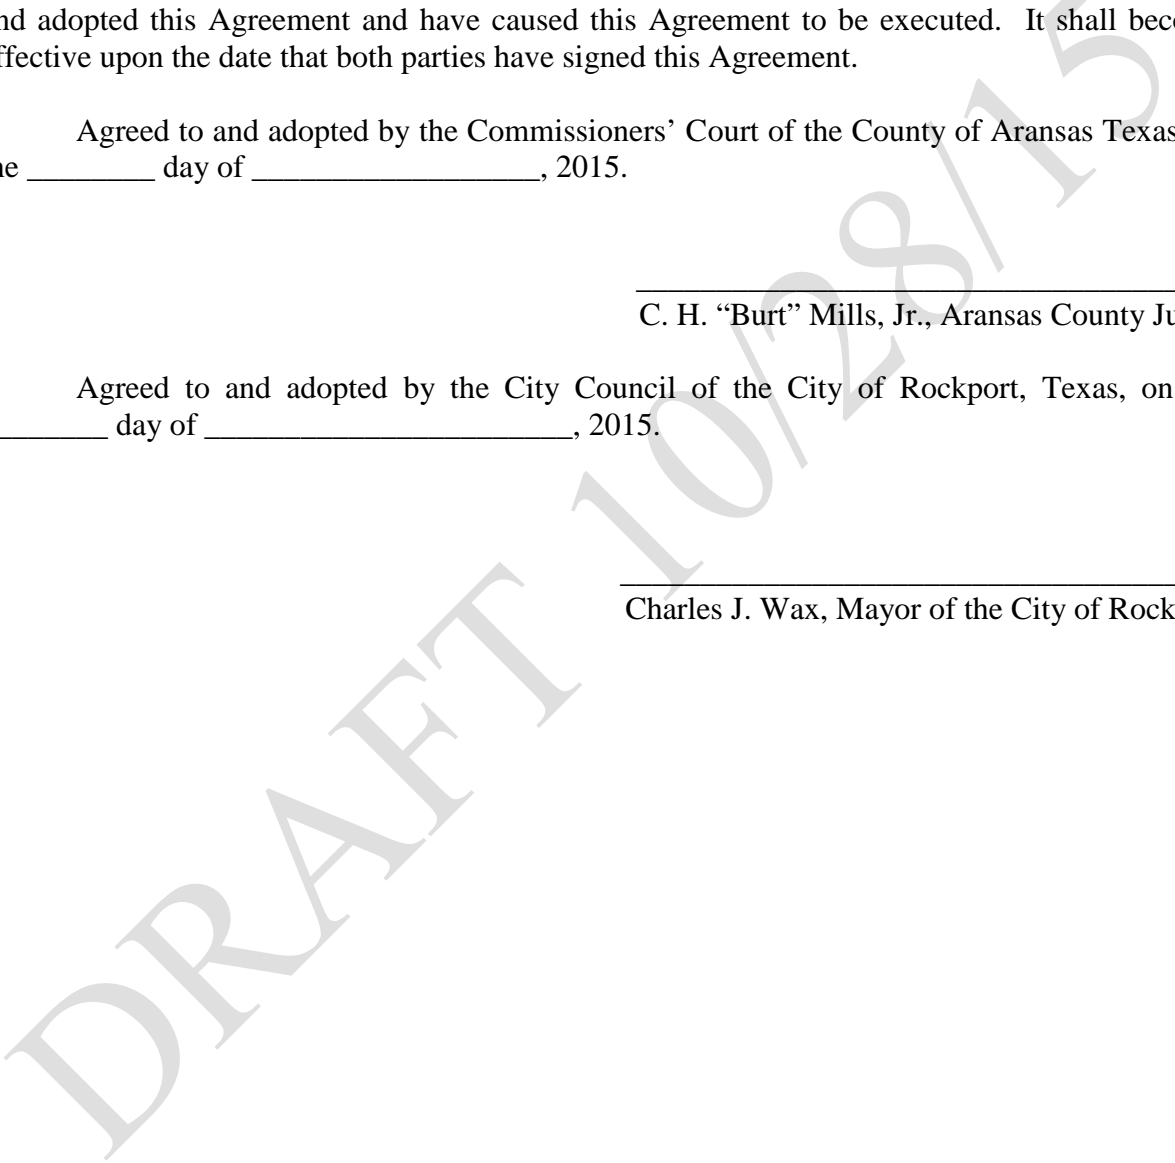 nd adopted this Agreement and have caused this Agreement to be executed. It shall beco
ffective upon the date that both parties have signed this Agreement.
Agreed to and adopted by the Commissioners’ Court of the County of Aransas Texas
ne ________ day of __________________, 2015.
__________________________________
C. H. “Burt” Mills, Jr., Aransas County Ju
Agreed to and adopted by the City Council of the City of Rockport, Texas, on
_______ day of _______________________, 2015.
___________________________________
Charles J. Wax, Mayor of the City of Rock
DRAFT 10/28/15